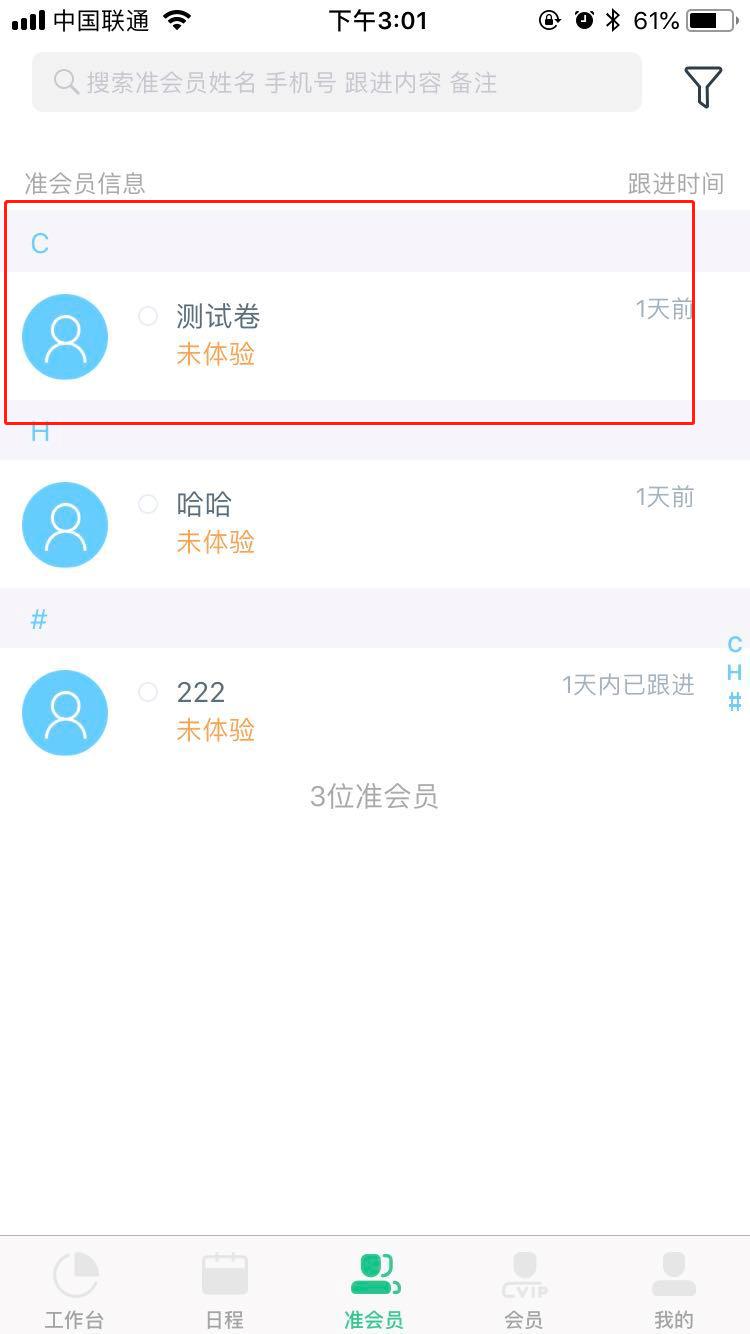 中国联通 下午3:01 61%
搜索准会员姓名 手机号 跟进内容 备注
准会员信息 跟进时间
C
测试卷 1天前
未体验
H
哈哈 1天前
未体验
#
222 1天内已跟进
未体验
C
H
#
3位准会员
CVIP
工作台 日程 准会员 会员 我的